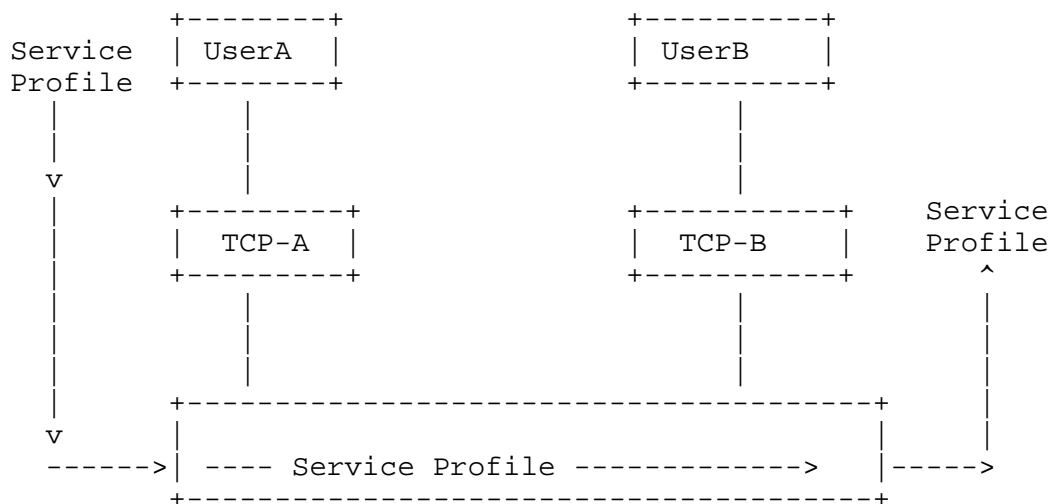 Service UserA UserB
Profile
TCP-A TCP-B Service
Profile
Service Profile